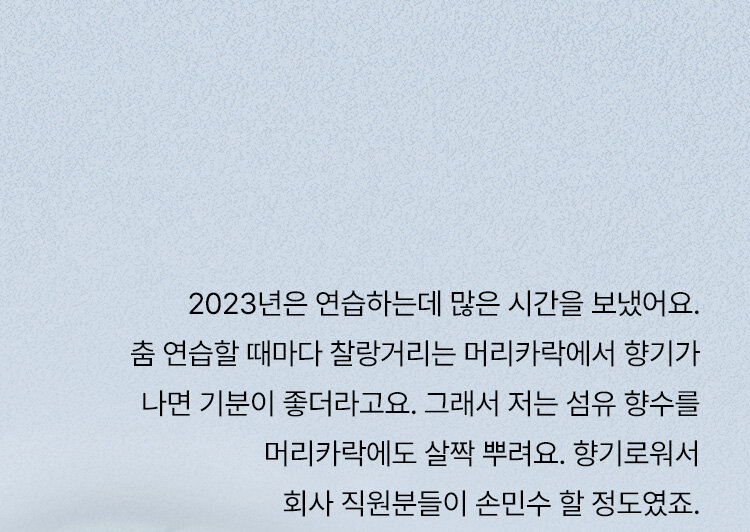 2023년은 연습하는데 많은 시간을 보냈어요.
춤 연습할 때마다 찰랑거리는 머리카락에서 향기가
나면 기분이 좋더라고요. 그래서 저는 섬유 향수를
머리카락에도 살짝 뿌려요. 향기로워서
회사 직원분들이 손민수 할 정도였죠.